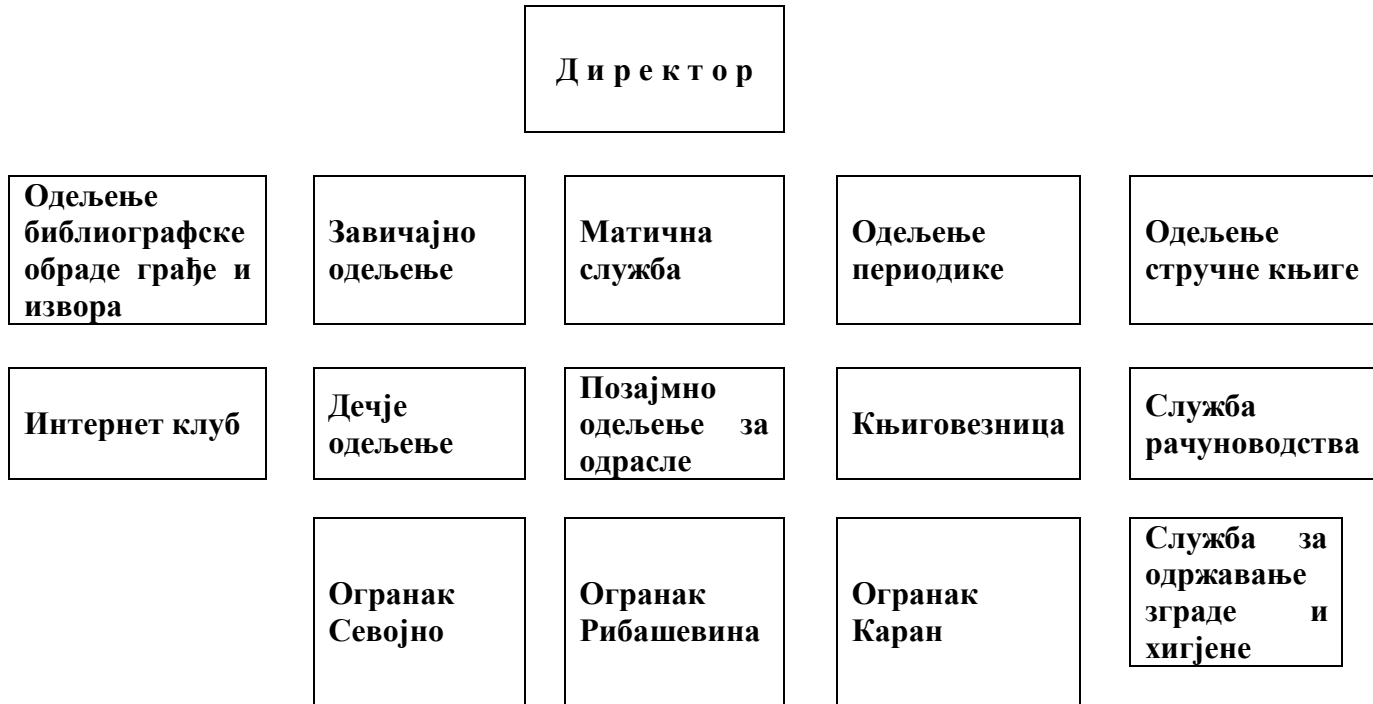 Д и р е к т о р
Одељење
библиографске
обраде грађе и
извора
Завичајно
одељење
Матична
служба
Одељење
периодике
Одељење
стручне књиге
Интернет клуб
Дечје
одељење
Позајмно
одељење за
одрасле
Књиговезница
Служба
рачуноводства
Огранак
Севојно
Огранак
Рибашевина
Огранак
Каран
Служба за
одржавање
зграде и
хигјене